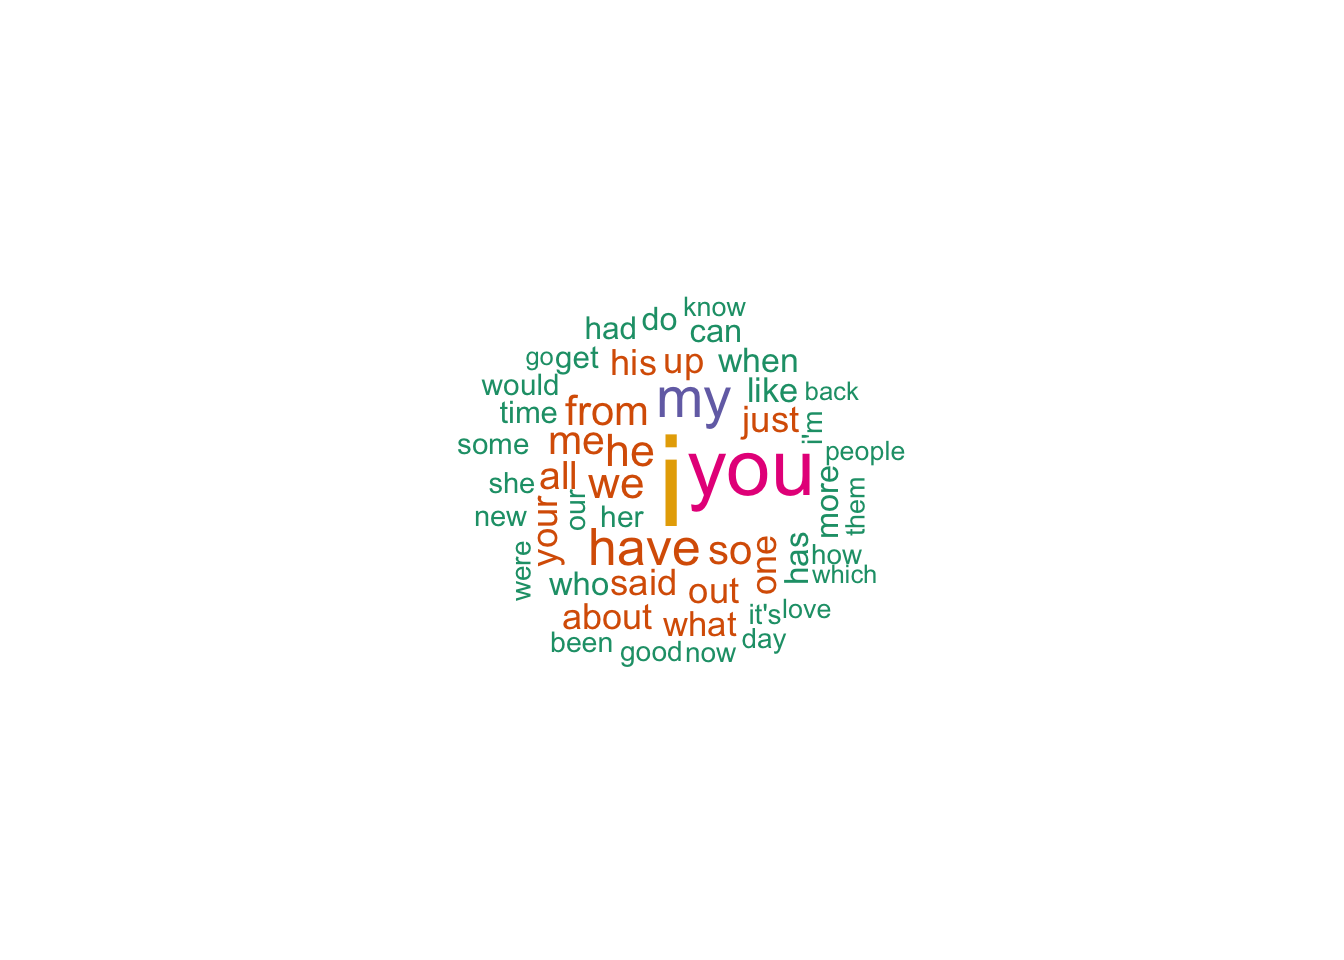 know
had do can
go get his up when
would my like back
time from just
i'm
some me he i you people
she all we more them
new our her
your have so one has how
were which
who said out
about what it's love
been good now day